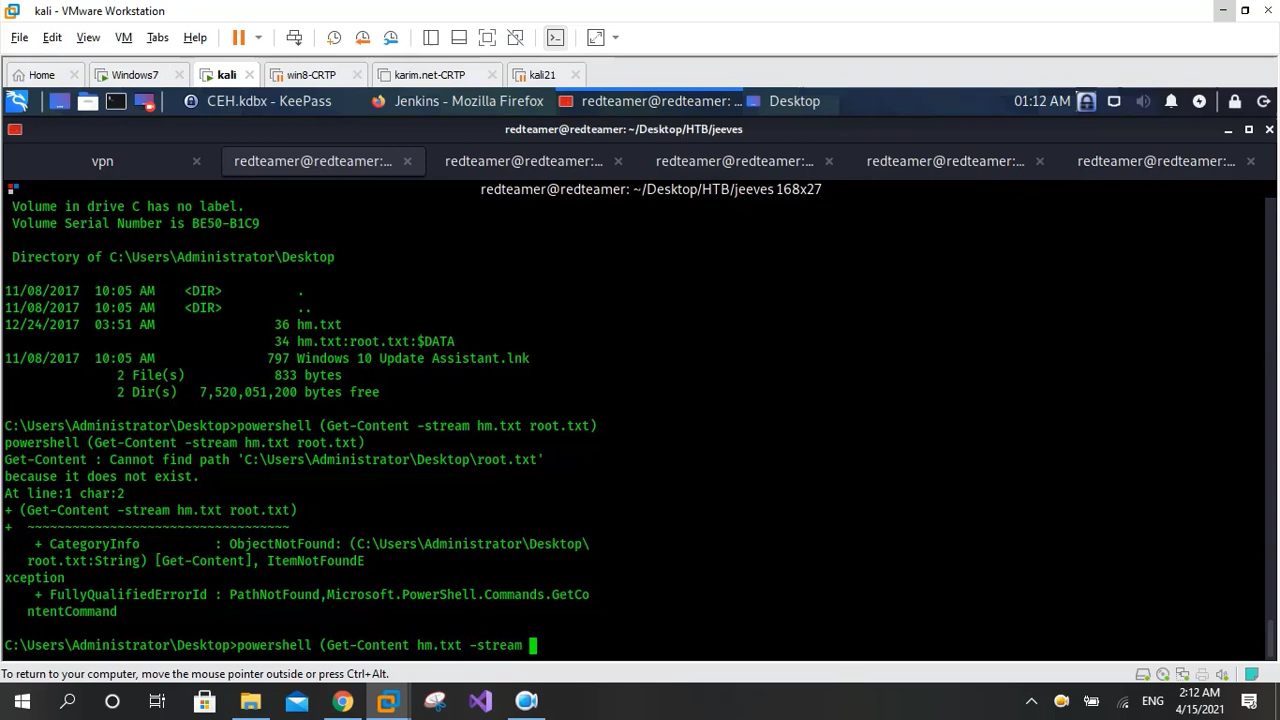 kali - VMware Workstation
File Edit View VM Tabs Help
Home Windows7 kali win8-CRTP karim.net-CRTP kali21
CEH.kdbx - KeePass Jenkins - Mozilla Firefox redteamer@redteamer: ... Desktop 01:12 AM
redteamer@redteamer: ~/Desktop/HTB/jeeves
vpn redteamer@redteamer:... redteamer@redteamer:... redteamer@redteamer:... redteamer@redteamer:... redteamer@redteamer:...
redteamer@redteamer: ~/Desktop/HTB/jeeves 168x27
Volume in drive C has no label.
Volume Serial Number is BE50-B1C9
Directory of C:\Users\Administrator\Desktop
11/08/2017 10:05 AM <DIR> .
11/08/2017 10:05 AM <DIR> ..
12/24/2017 03:51 AM 36 hm.txt
34 hm.txt:root.txt:$DATA
11/08/2017 10:05 AM 797 Windows 10 Update Assistant.lnk
2 File(s) 833 bytes
2 Dir(s) 7,520,051,200 bytes free
C:\Users\Administrator\Desktop>powershell (Get-Content -stream hm.txt root.txt)
powershell (Get-Content -stream hm.txt root.txt)
Get-Content : Cannot find path 'C:\Users\Administrator\Desktop\root.txt'
because it does not exist.
At line:1 char:2
+ (Get-Content -stream hm.txt root.txt)
+ ~~~~~~~~~~~~~~~~~~~~~~~~~~~~~~~~~~~
+ CategoryInfo : ObjectNotFound: (C:\Users\Administrator\Desktop\
root.txt:String) [Get-Content], ItemNotFoundE
xception
+ FullyQualifiedErrorId : PathNotFound,Microsoft.PowerShell.Commands.GetCo
ntentCommand
C:\Users\Administrator\Desktop>powershell (Get-Content hm.txt -stream
To return to your computer, move the mouse pointer outside or press Ctrl+Alt.
ENG 2:12 AM
4/15/2021